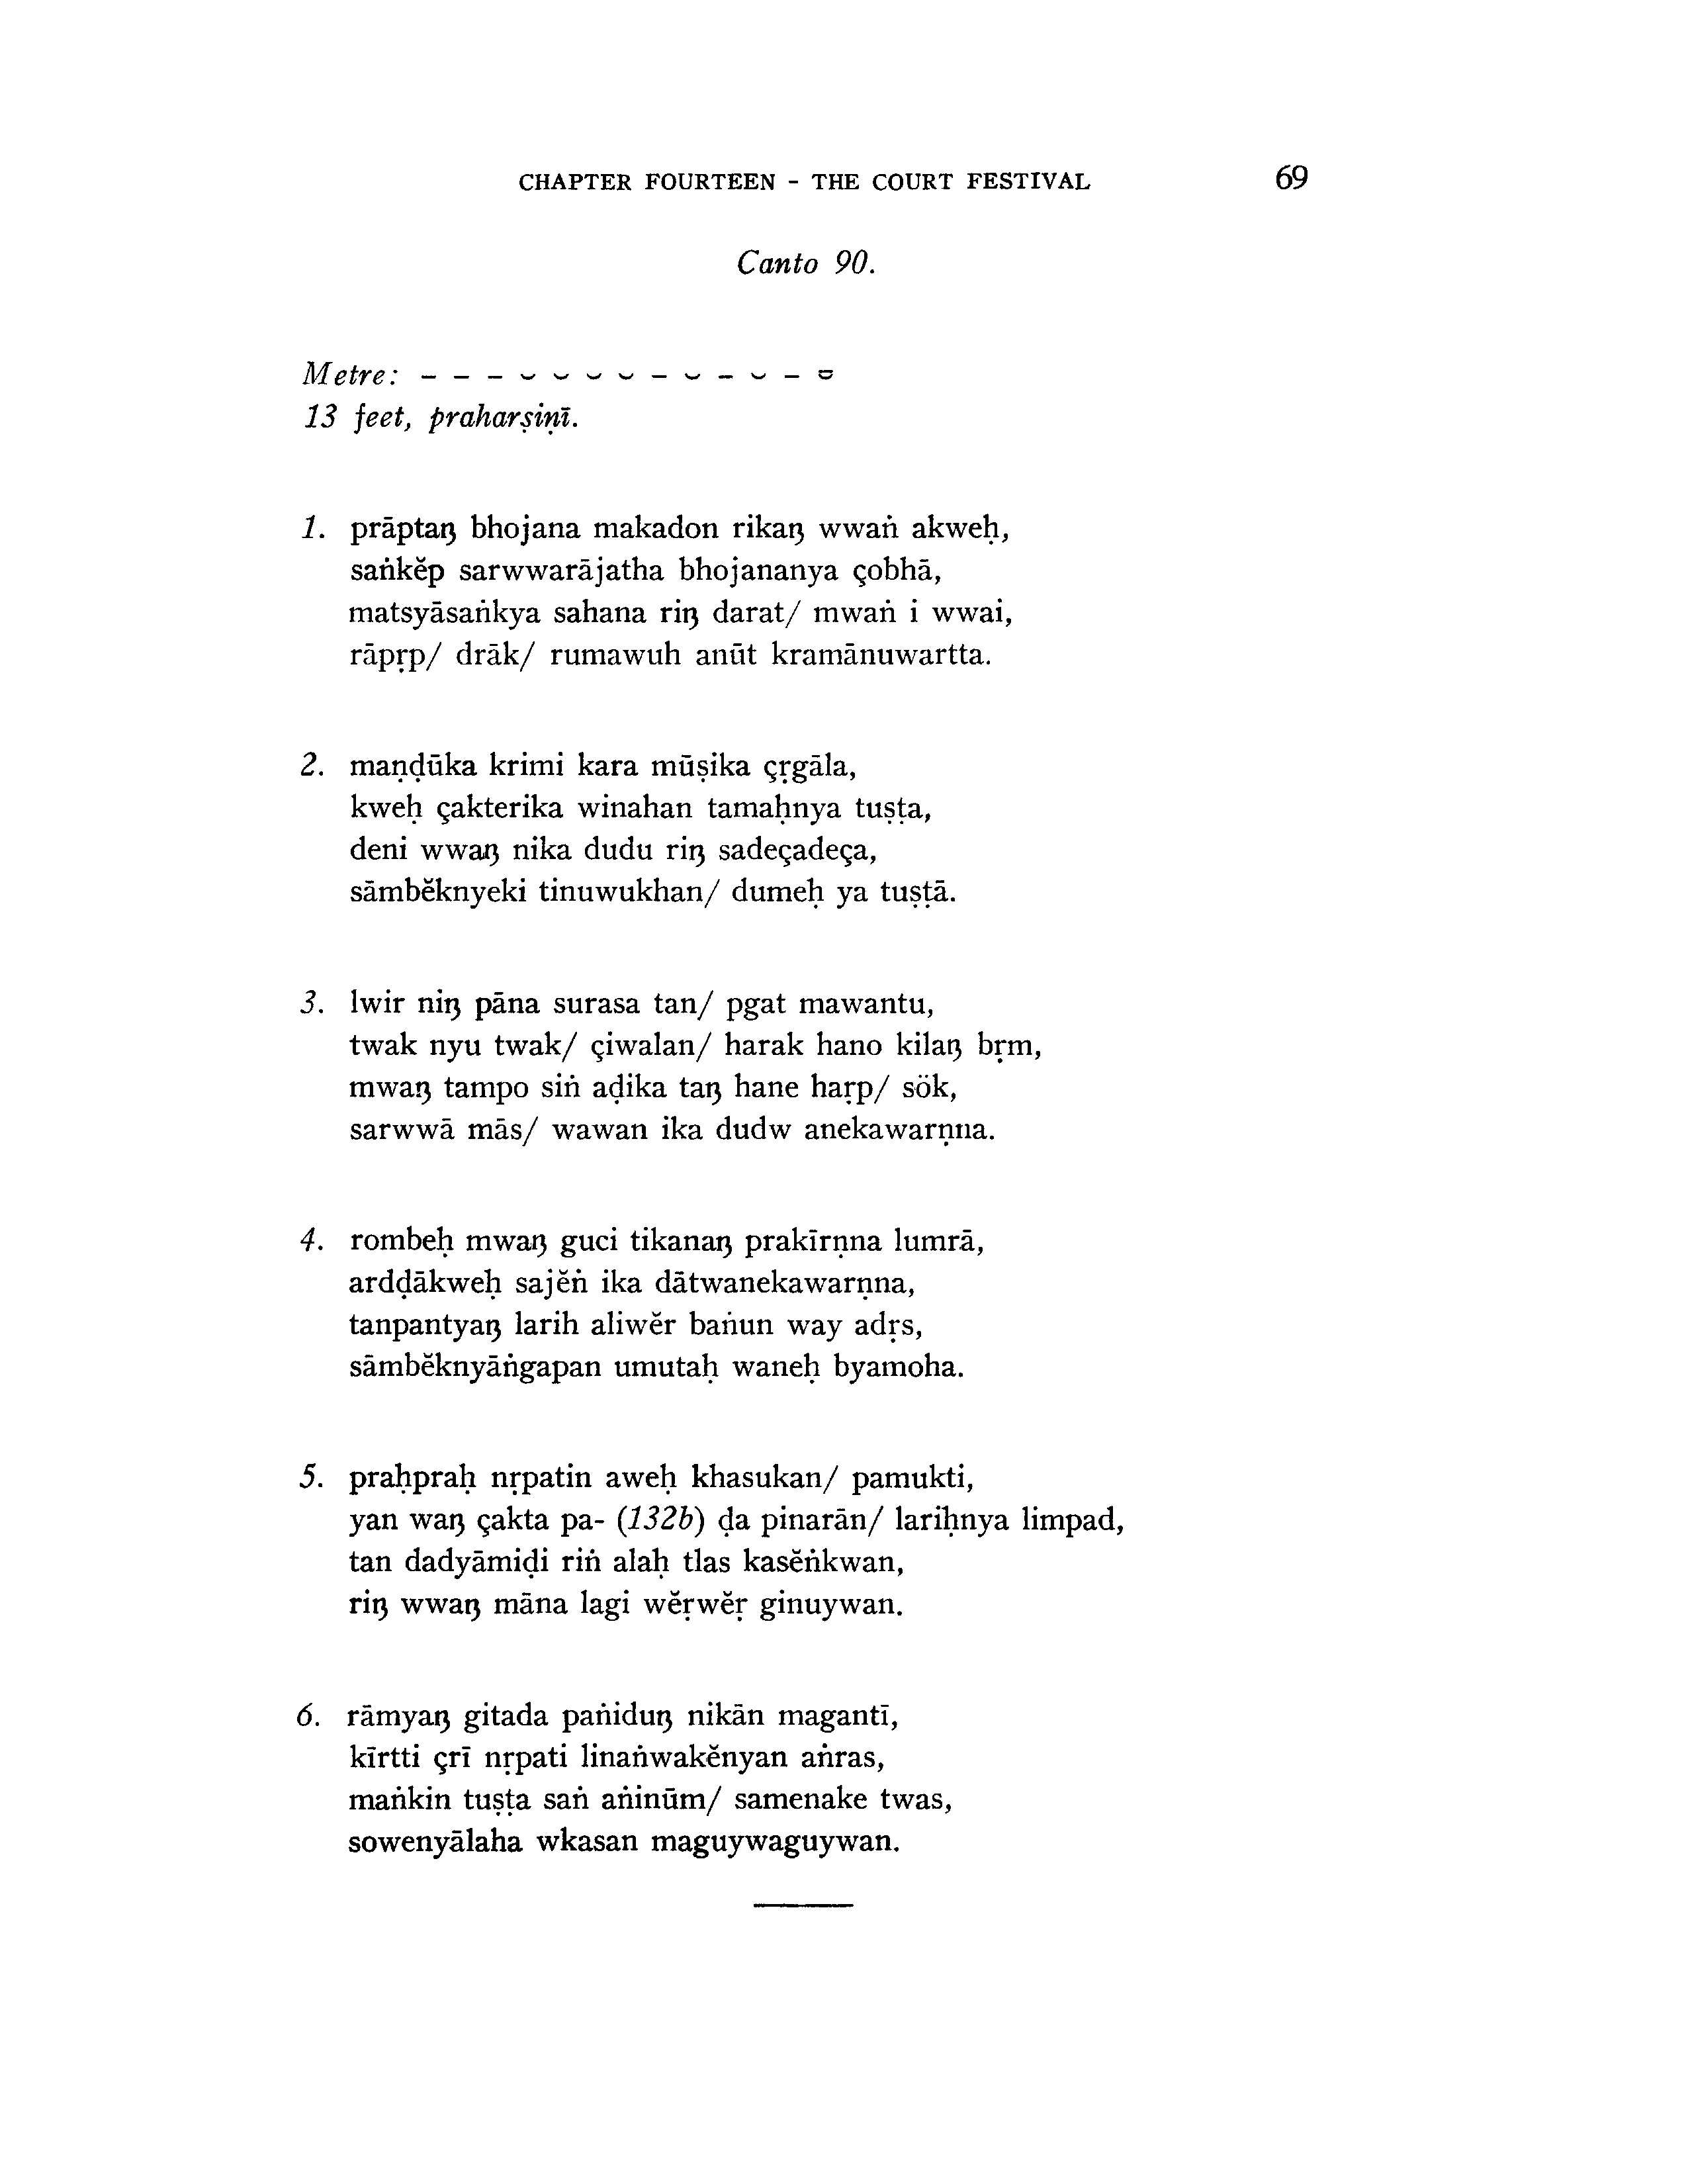 CHAPTER FOURTEEN - THE COURT FESTIVAL 69
Canto 90.
Metre: – – – ⏑ ⏑ ⏑ ⏑ – ⏑ – ⏑ – ⏓
13 feet, praharṣiṇī.
1. prāptaŋ bhojana makadon rikaŋ wwaṅ akweḥ,
saṅkĕp sarwwarājatha bhojananya çobhā,
matsyāsaṅkya sahana riŋ darat/ mwaṅ i wwai,
rāpṛp/ drāk/ rumawuh anūt kramānuwartta.
2. maṇḍūka krimi kara mūṣika çṛgāla,
kweḥ çakterika winahan tamaḥnya tuṣṭa,
deni wwaŋ nika dudu riŋ sadeçadeça,
sāmbĕknyeki tinuwukhan/ dumeḥ ya tuṣṭā.
3. lwir niŋ pāna surasa tan/ pgat mawantu,
twak nyu twak/ çiwalan/ harak hano kilaŋ bṛm,
mwaŋ tampo siṅ aḍika taŋ hane haṛp/ sök,
sarwwā mās/ wawan ika dudw anekawarṇna.
4. rombeḥ mwaŋ guci tikanaŋ prakīrṇna lumrā,
arddākweḥ sajĕṅ ika dātwanekawarṇna,
tanpantyaŋ larih aliwĕr baṅun way adṛs,
sāmbĕknyāṅgapan umutaḥ waneḥ byamoha.
5. praḥpraḥ nṛpatin aweḥ khasukan/ pamukti,
yan waŋ çakta pa- (132b) ḍa pinarān/ lariḥnya limpad,
tan dadyāmiḍi riṅ alaḥ tlas kasĕṅkwan,
riŋ wwaŋ māna lagi wĕṛwĕṛ ginuywan.
6. rāmyaŋ gitada paṅiduŋ nikān magantī,
kīrtti çrī nṛpati linaṅwakĕnyan aṅras,
maṅkin tuṣṭa saṅ aṅinūm/ samenake twas,
sowenyālaha wkasan maguywaguywan.